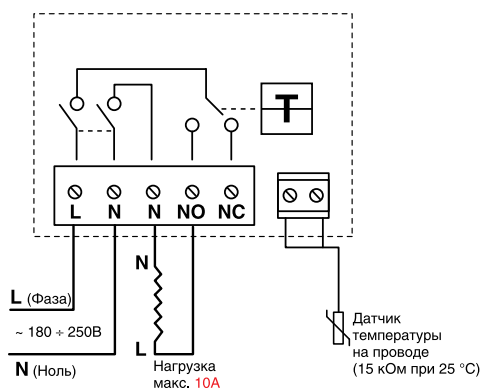 T
L N N NO NC
N
L (Фаза)
~ 180 ÷ 250В
N (Ноль)
L
Нагрузка
макс. 10А
Датчик
температуры
на проводе
(15 кОм при 25 °C)